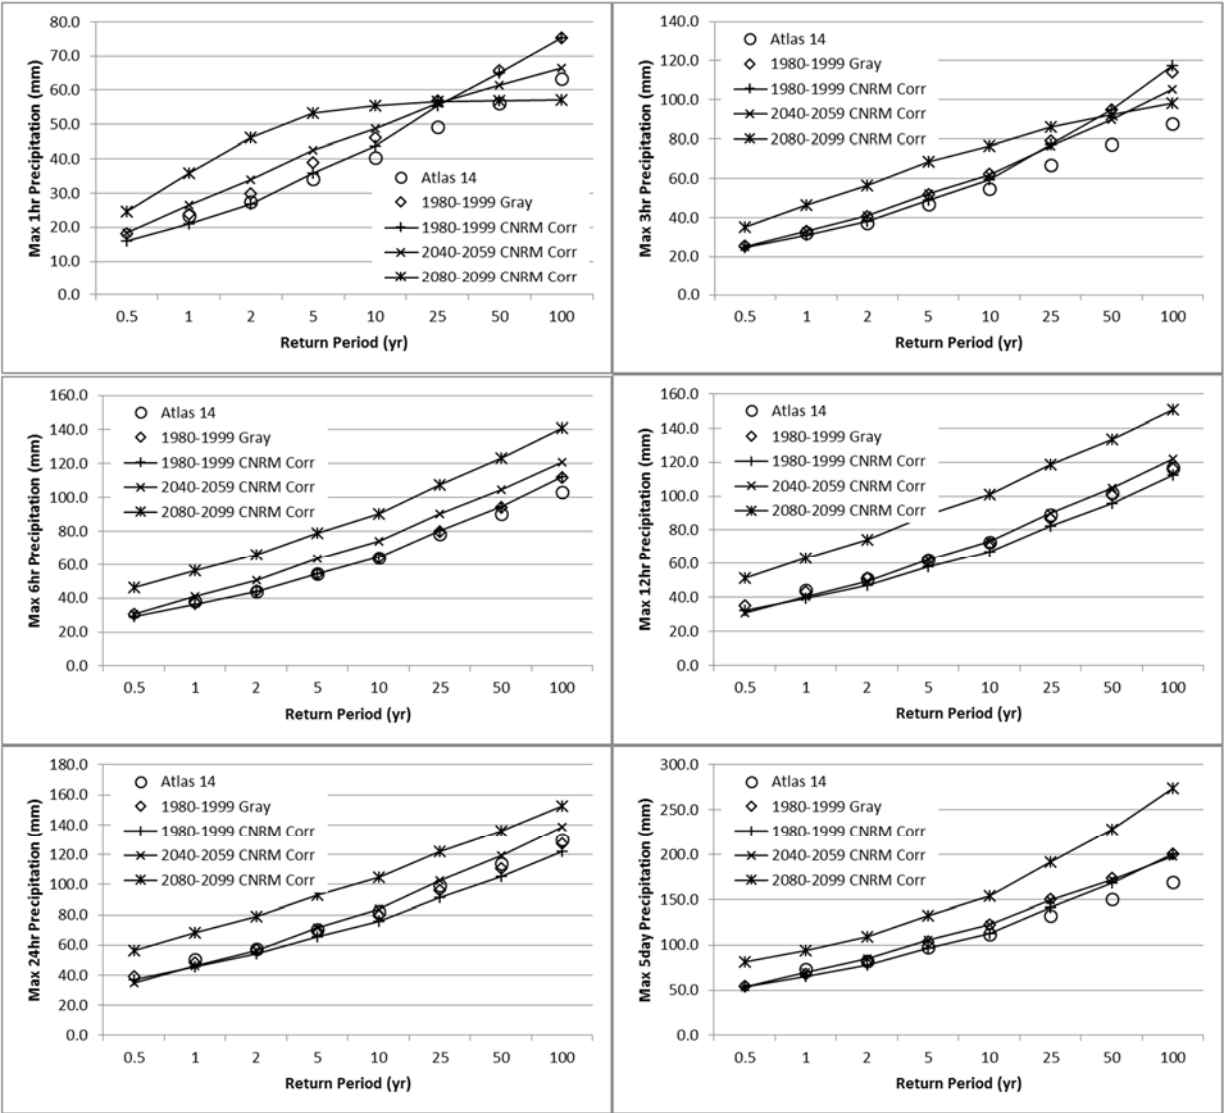 80.0
70.0
60.0
50.0
40.0
30.0
20.0
10.0
0.0
Max 1hr Precipitation (mm)
Atlas 14
1980-1999 Gray
1980-1999 CNRM Corr
2040-2059 CNRM Corr
2080-2099 CNRM Corr
0.5 1 2 5 10 25 50 100
Return Period (yr)
140.0
120.0
100.0
80.0
60.0
40.0
20.0
0.0
Max 3hr Precipitation (mm)
Atlas 14
1980-1999 Gray
1980-1999 CNRM Corr
2040-2059 CNRM Corr
2080-2099 CNRM Corr
0.5 1 2 5 10 25 50 100
Return Period (yr)
160.0
140.0
120.0
100.0
80.0
60.0
40.0
20.0
0.0
Max 6hr Precipitation (mm)
Atlas 14
1980-1999 Gray
1980-1999 CNRM Corr
2040-2059 CNRM Corr
2080-2099 CNRM Corr
0.5 1 2 5 10 25 50 100
Return Period (yr)
160.0
140.0
120.0
100.0
80.0
60.0
40.0
20.0
0.0
Max 12hr Precipitation (mm)
Atlas 14
1980-1999 Gray
1980-1999 CNRM Corr
2040-2059 CNRM Corr
2080-2099 CNRM Corr
0.5 1 2 5 10 25 50 100
Return Period (yr)
180.0
160.0
140.0
120.0
100.0
80.0
60.0
40.0
20.0
0.0
Max 24hr Precipitation (mm)
Atlas 14
1980-1999 Gray
1980-1999 CNRM Corr
2040-2059 CNRM Corr
2080-2099 CNRM Corr
0.5 1 2 5 10 25 50 100
Return Period (yr)
300.0
250.0
200.0
150.0
100.0
50.0
0.0
Max 5day Precipitation (mm)
Atlas 14
1980-1999 Gray
1980-1999 CNRM Corr
2040-2059 CNRM Corr
2080-2099 CNRM Corr
0.5 1 2 5 10 25 50 100
Return Period (yr)